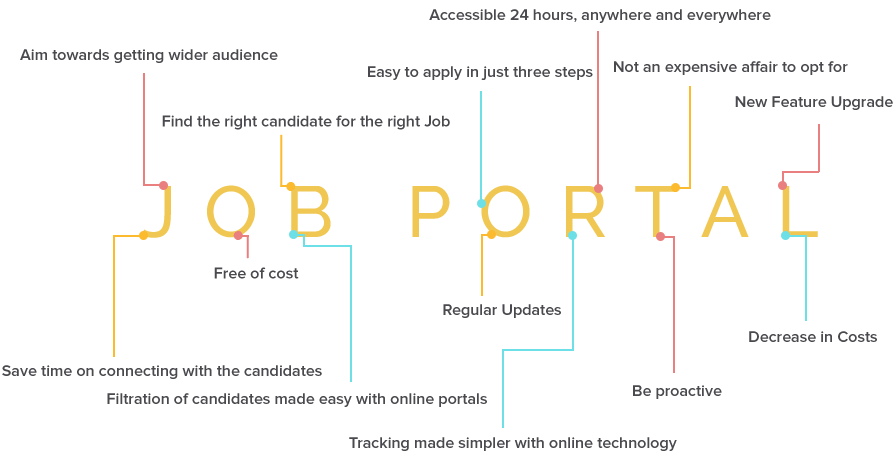 Accessible 24 hours, anywhere and everywhere
Aim towards getting wider audience
Easy to apply in just three steps
Not an expensive affair to opt for
New Feature Upgrade
Find the right candidate for the right Job
JOB PORTAL
Free of cost
Regular Updates
Decrease in Costs
Save time on connecting with the candidates
Be proactive
Filtration of candidates made easy with online portals
Tracking made simpler with online technology